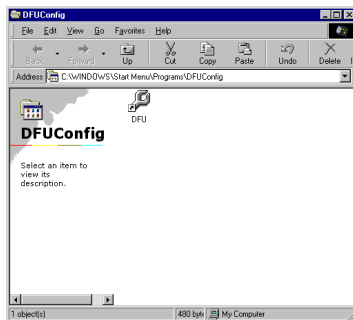 DFUConfig
File Edit View Go Favorites Help
Back Forward Up Cut Copy Paste Undo Delete
Address C:\WINDOWS\Start Menu\Programs\DFUConfig
DFU
DFUConfig
Select an item to
view its
description.
1 object(s) 480 byte My Computer